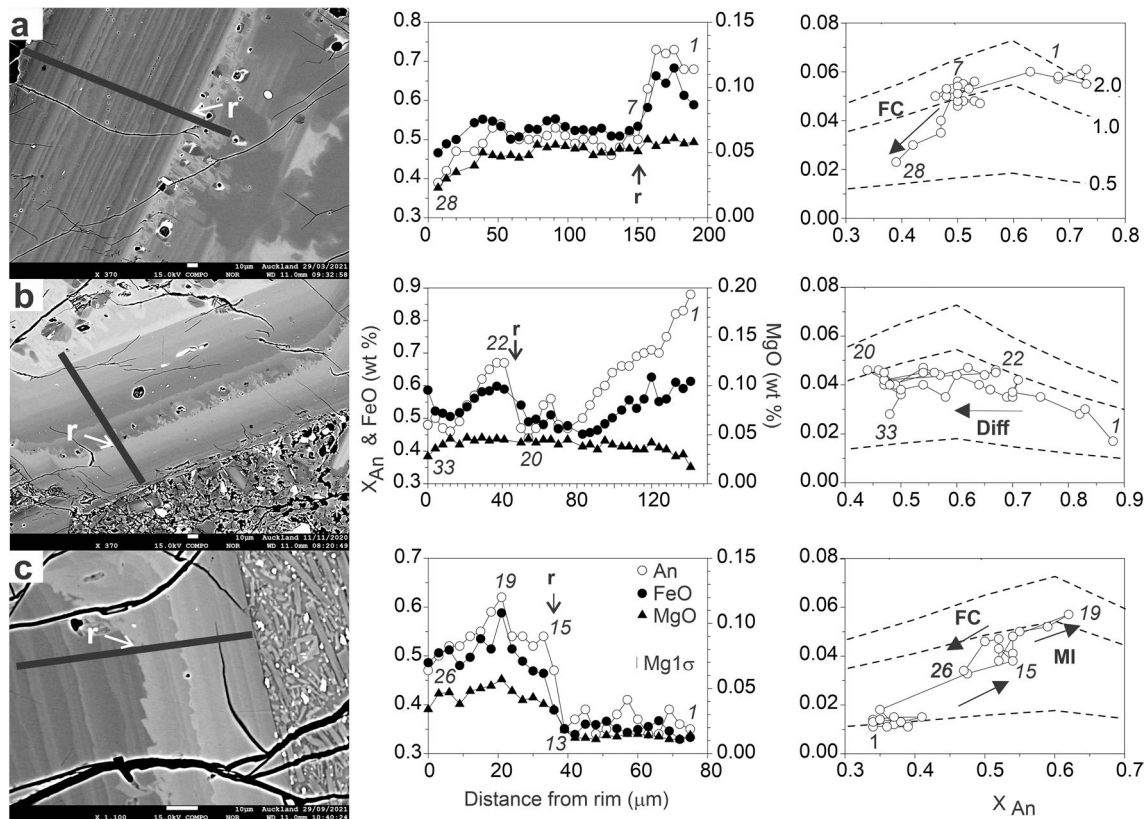 a
r
X 370 15.0kV COMPO NOR 10µm Auckland 29/03/2021
WD 11.0mm 09:32:58
0.8 0.15
0.7
0.6 0.10
0.5
0.4 0.05
0.3 0.00
0 50 100 150 200
1
7
28
r
0.08
0.06
0.04
0.02
0.00
0.3 0.4 0.5 0.6 0.7 0.8
1
7
FC
28
2.0
1.0
0.5
b
r
X 370 15.0kV COMPO NOR 10µm Auckland 11/11/2020
WD 11.0mm 08:20:49
XAn & FeO (wt %)
0.9 0.20
0.8
0.7 0.15
0.6 0.10
0.5
0.4 0.05
0.3 0.00
0 40 80 120
22
r
1
33
20
MgO (wt %)
0.08
0.06
0.04
0.02
0.00
0.4 0.5 0.6 0.7 0.8 0.9
20
22
Diff
33
1
c
r
X 1,100 15.0kV COMPO NOR 10µm Auckland 29/09/2021
WD 11.0mm 10:40:24
0.7 0.15
0.6 0.10
0.5
0.4 0.05
0.3 0.00
0 20 40 60 80
Distance from rim (µm)
19
r
15
26
13
1
An
FeO
MgO
Mg1σ
0.08
0.06
0.04
0.02
0.00
0.3 0.4 0.5 0.6 0.7
FC
19
MI
26
15
1
X An